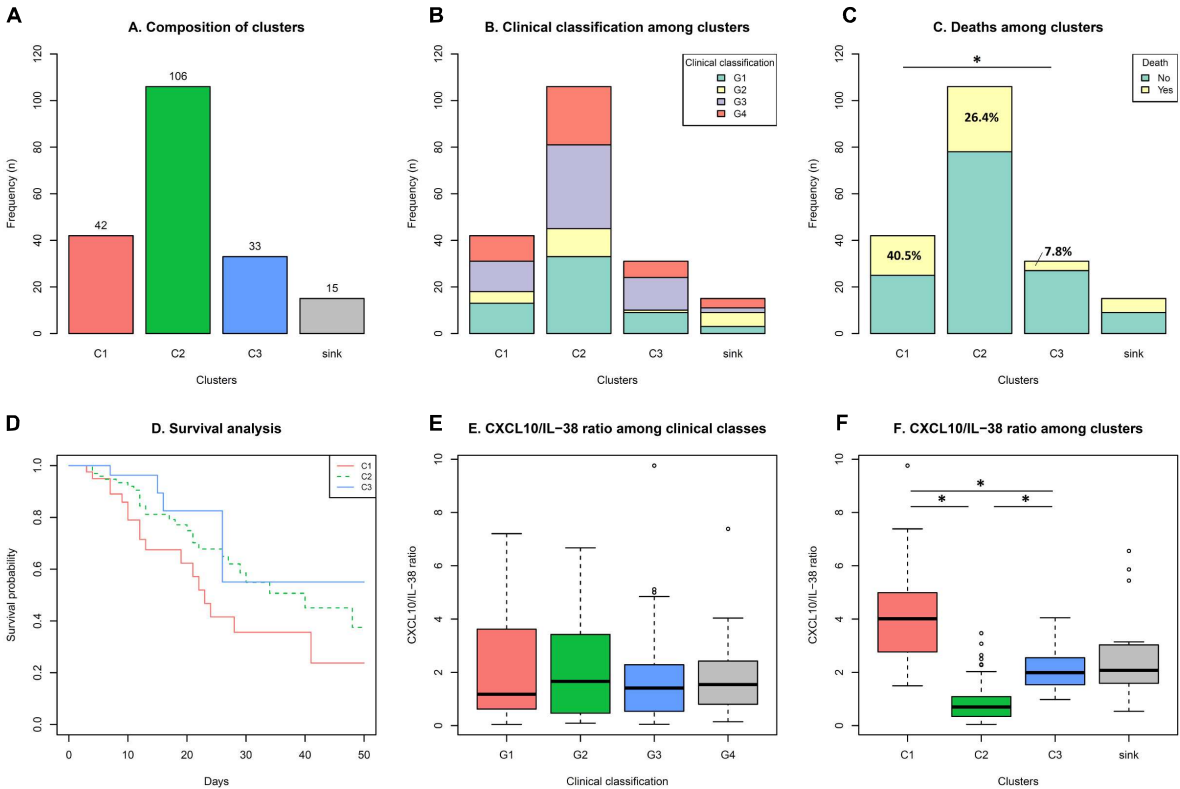 A
A. Composition of clusters
Frequency (n)
120
100
80
60
40
20
0
42
106
33
15
C1
C2
C3
sink
Clusters
B
B. Clinical classification among clusters
Frequency (n)
120
100
80
60
40
20
0
Clinical classification
G1
G2
G3
G4
C1
C2
C3
sink
Clusters
C
C. Deaths among clusters
Frequency (n)
120
100
80
60
40
20
0
*
Death
No
Yes
40.5%
26.4%
7.8%
C1
C2
C3
sink
Clusters
D
D. Survival analysis
Survival probability
1.0
0.8
0.6
0.4
0.2
0.0
C1
C2
C3
0
10
20
30
40
50
Days
E
E. CXCL10/IL−38 ratio among clinical classes
CXCL10/IL−38 ratio
10
8
6
4
2
0
G1
G2
G3
G4
Clinical classification
F
F. CXCL10/IL−38 ratio among clusters
CXCL10/IL−38 ratio
10
8
6
4
2
0
*
*
*
C1
C2
C3
sink
Clusters